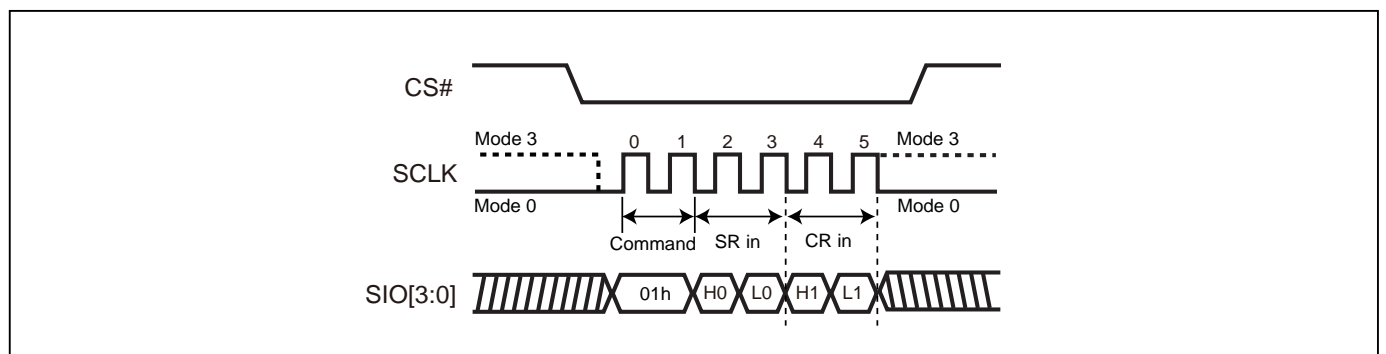 CS#
Mode 3
0 1 2 3 4 5
Mode 3
SCLK
Mode 0
Mode 0
Command
SR in
CR in
SIO[3:0]
01h
H0
L0
H1
L1